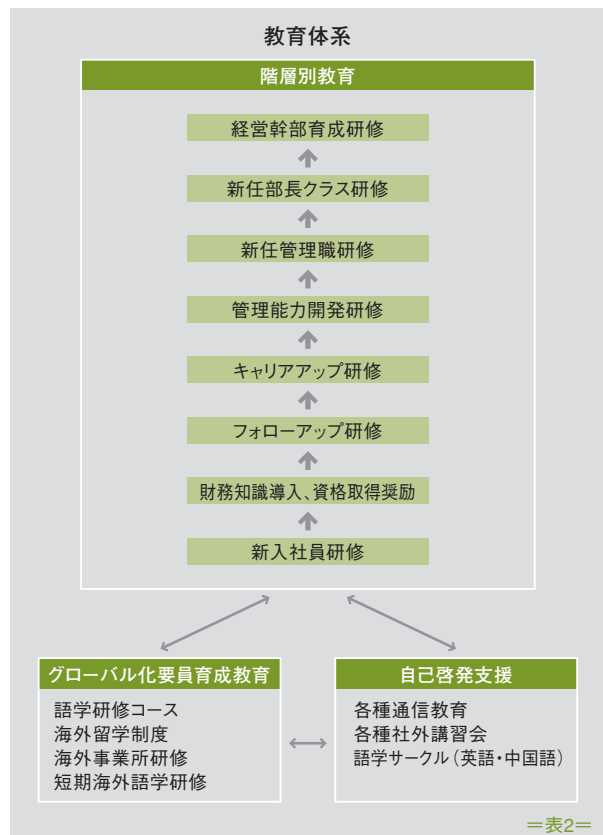 教育体系
階層別教育
経営幹部育成研修
新任部長クラス研修
新任管理職研修
管理能力開発研修
キャリアアップ研修
フォローアップ研修
財務知識導入、資格取得奨励
新入社員研修
グローバル化要員育成教育
語学研修コース
海外留学制度
海外事業所研修
短期海外語学研修
自己啓発支援
各種通信教育
各種社外講習会
語学サークル（英語・中国語）
＝表2＝